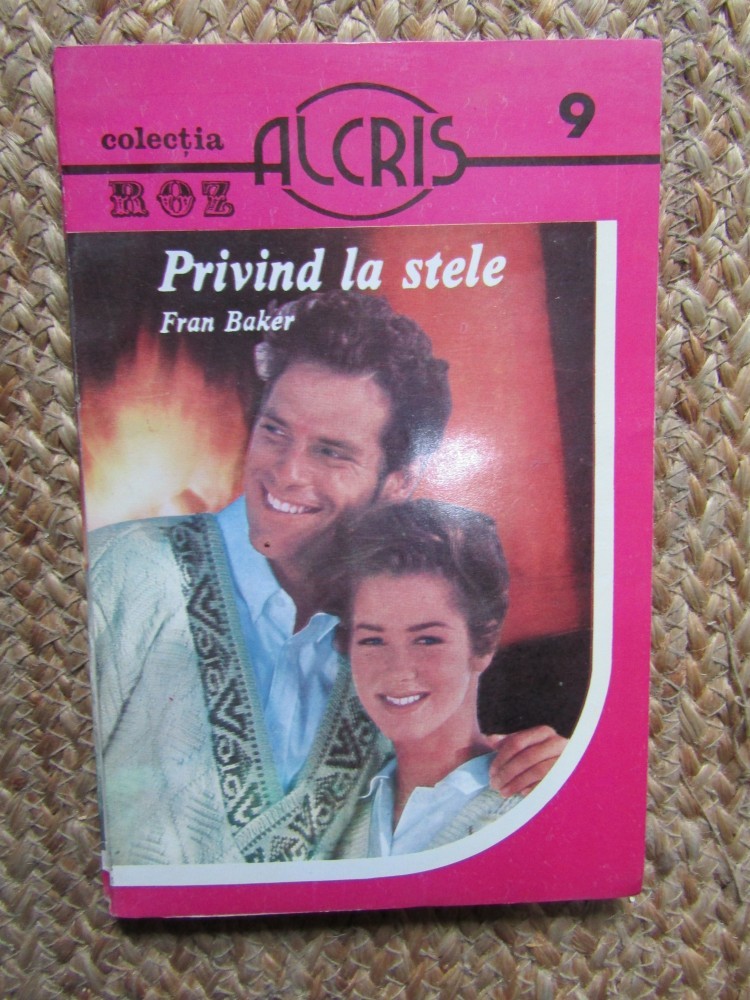 colecția
ALCRIS
9
ROZ
Privind la stele
Fran Baker